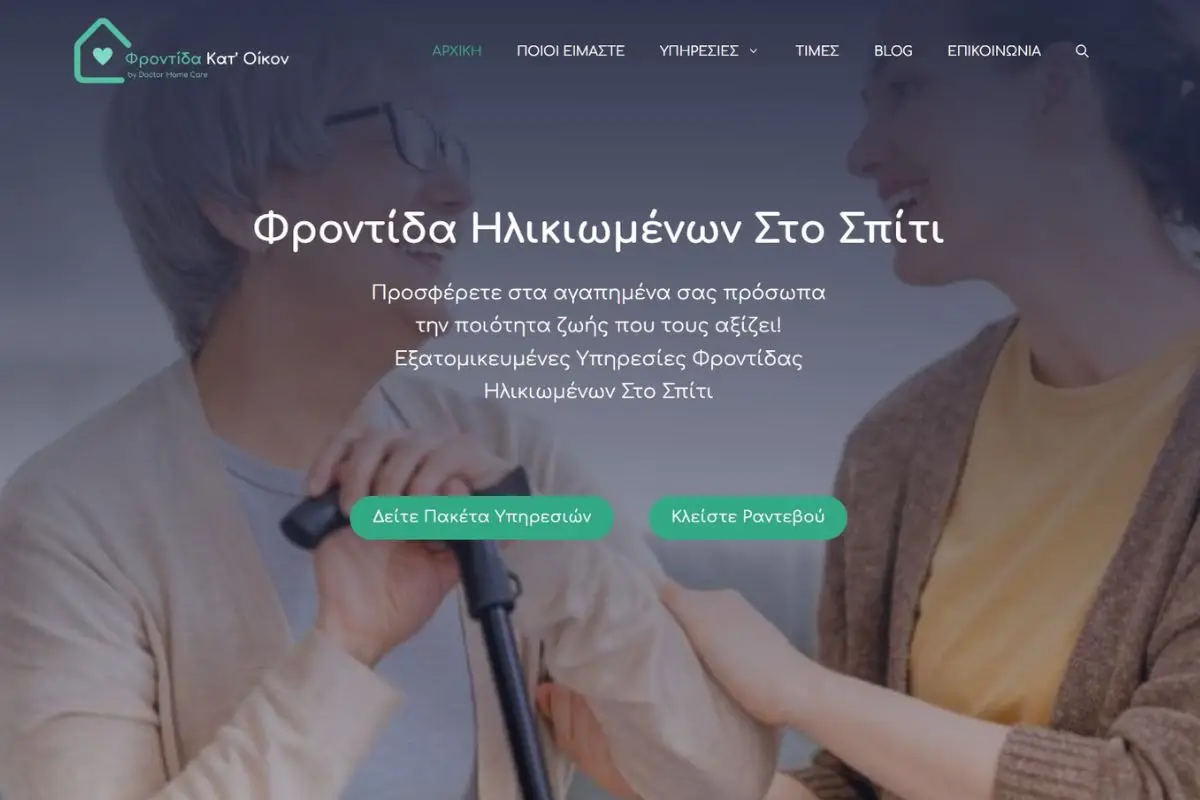 Φροντίδα Κατ' Οίκον
by Doctor Home Care
ΑΡΧΙΚΗ ΠΟΙΟΙ ΕΙΜΑΣΤΕ ΥΠΗΡΕΣΙΕΣ ΤΙΜΕΣ BLOG ΕΠΙΚΟΙΝΩΝΙΑ
Φροντίδα Ηλικιωμένων Στο Σπίτι
Προσφέρετε στα αγαπημένα σας πρόσωπα
την ποιότητα ζωής που τους αξίζει!
Εξατομικευμένες Υπηρεσίες Φροντίδας
Ηλικιωμένων Στο Σπίτι
Δείτε Πακέτα Υπηρεσιών
Κλείστε Ραντεβού